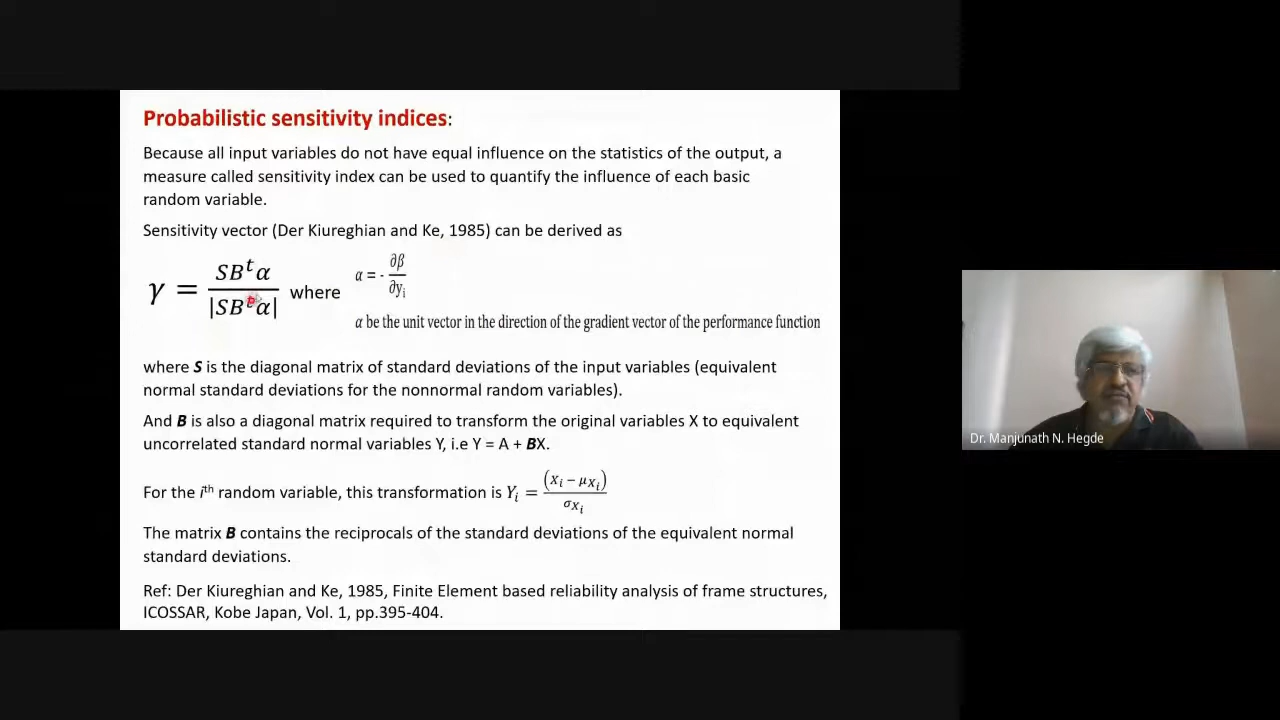 Probabilistic sensitivity indices:
Because all input variables do not have equal influence on the statistics of the output, a
measure called sensitivity index can be used to quantify the influence of each basic
random variable.
Sensitivity vector (Der Kiureghian and Ke, 1985) can be derived as
γ = SBᵗα / |SBᵗα| where α = - ∂β / ∂yᵢ
α be the unit vector in the direction of the gradient vector of the performance function
where S is the diagonal matrix of standard deviations of the input variables (equivalent
normal standard deviations for the nonnormal random variables).
And B is also a diagonal matrix required to transform the original variables X to equivalent
uncorrelated standard normal variables Y, i.e Y = A + BX.
For the iᵗʰ random variable, this transformation is Yᵢ = (xᵢ − μxᵢ) / σxᵢ
The matrix B contains the reciprocals of the standard deviations of the equivalent normal
standard deviations.
Ref: Der Kiureghian and Ke, 1985, Finite Element based reliability analysis of frame structures,
ICOSSAR, Kobe Japan, Vol. 1, pp.395-404.
Dr. Manjunath N. Hegde